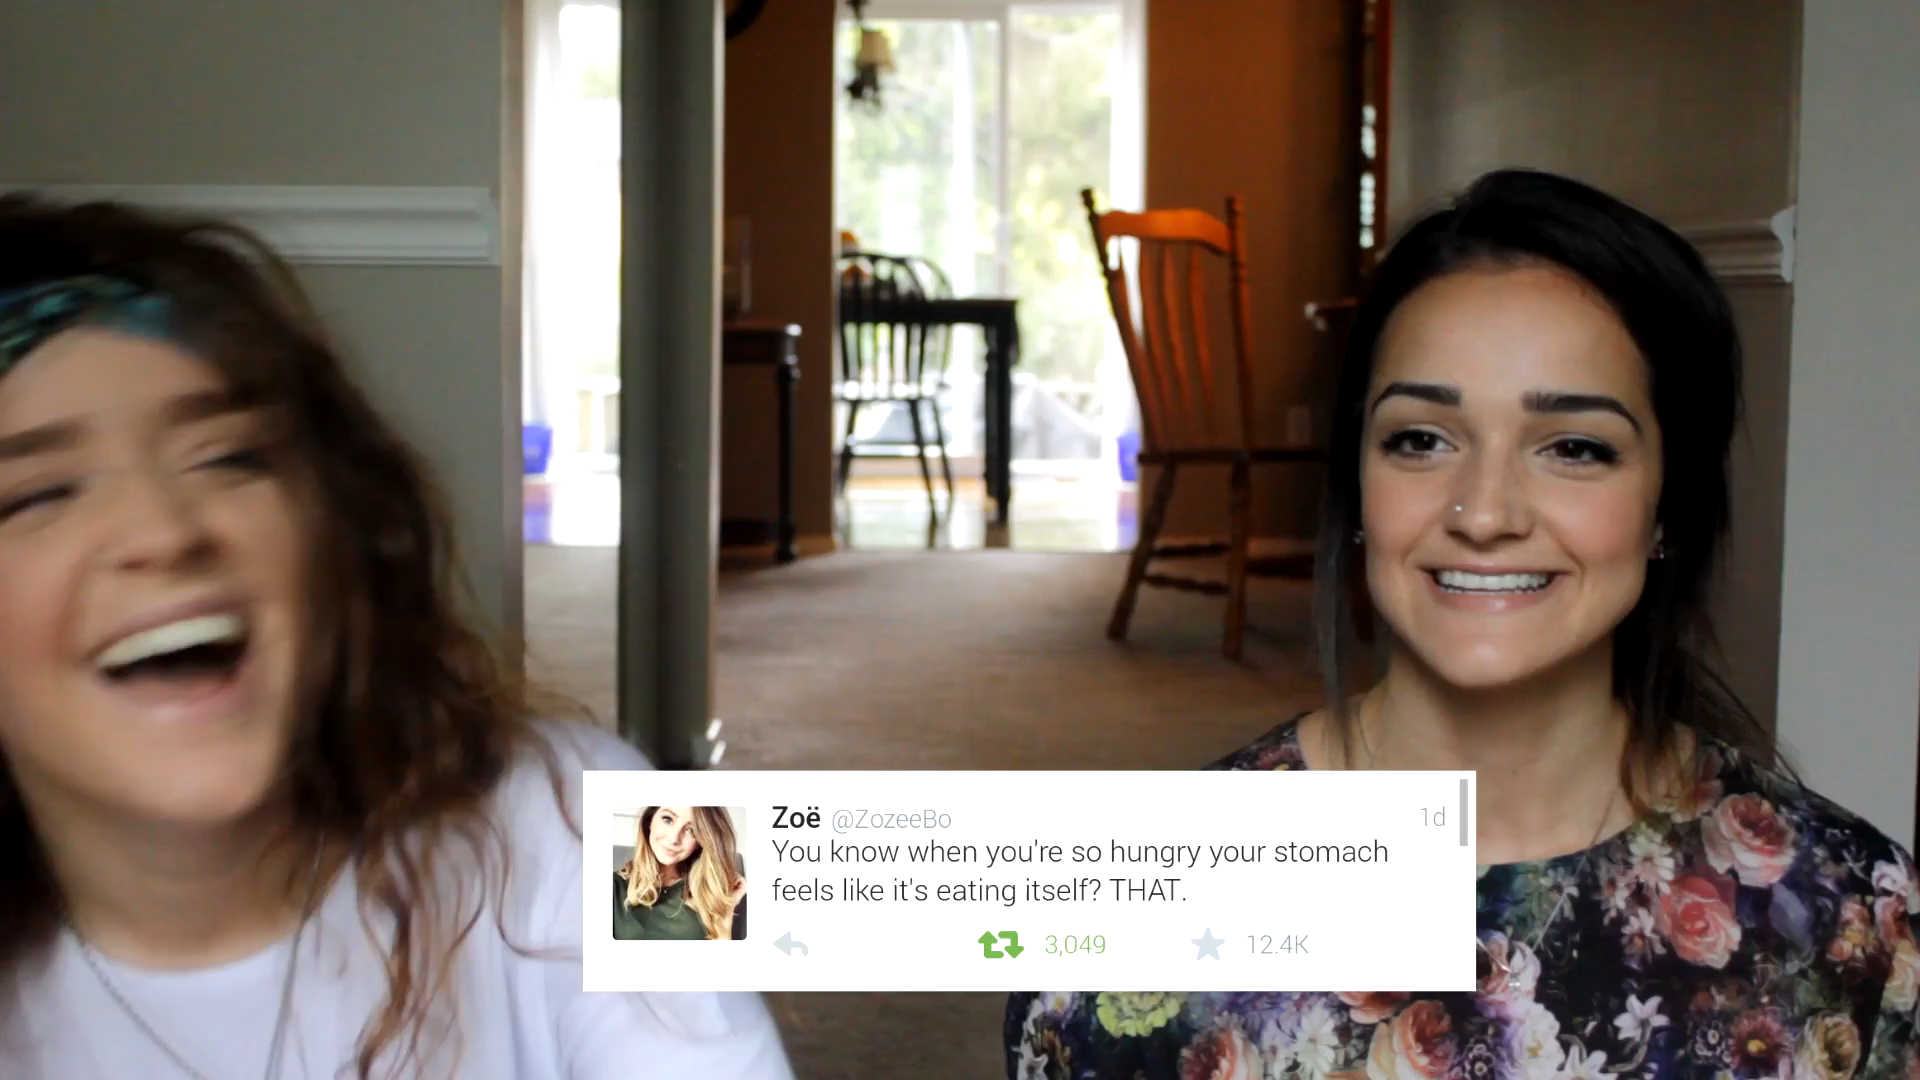 Zoë @ZozeeBo 1d
You know when you're so hungry your stomach
feels like it's eating itself? THAT.
3,049 12.4K